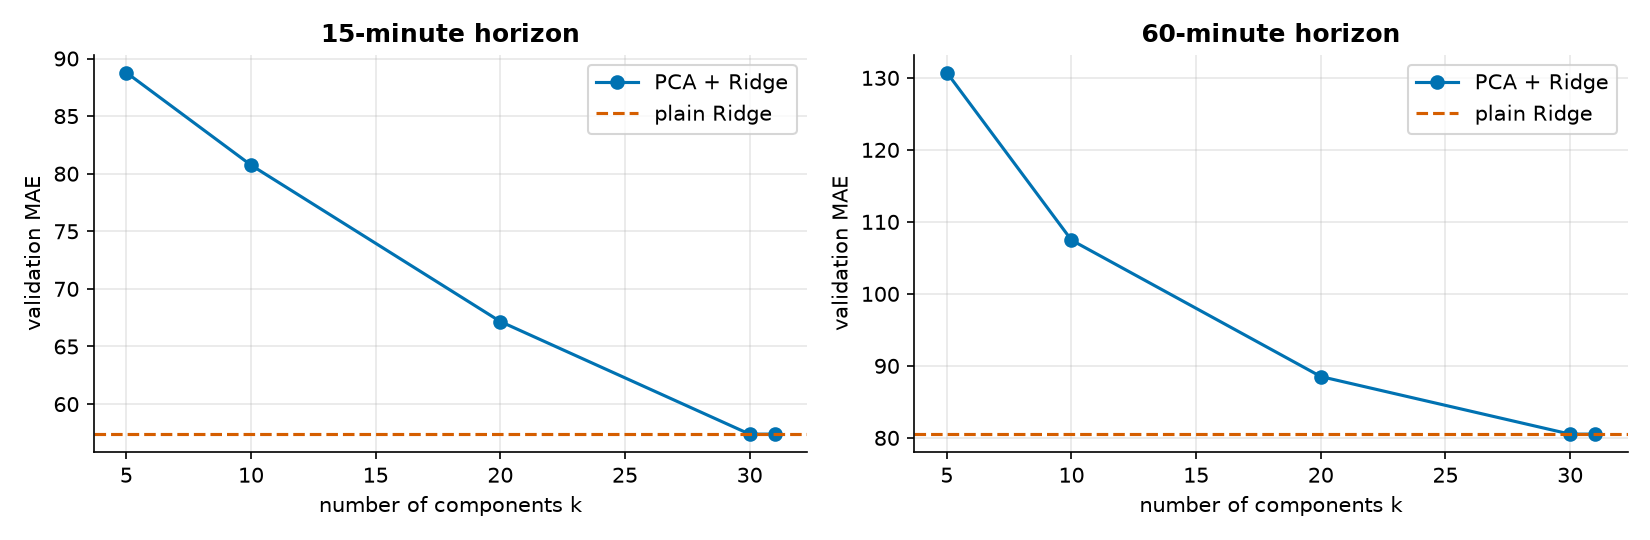 15-minute horizon
90
85
80
75
70
65
60
validation MAE
5
10
15
20
25
30
number of components k
PCA + Ridge
plain Ridge
60-minute horizon
130
120
110
100
90
80
validation MAE
5
10
15
20
25
30
number of components k
PCA + Ridge
plain Ridge